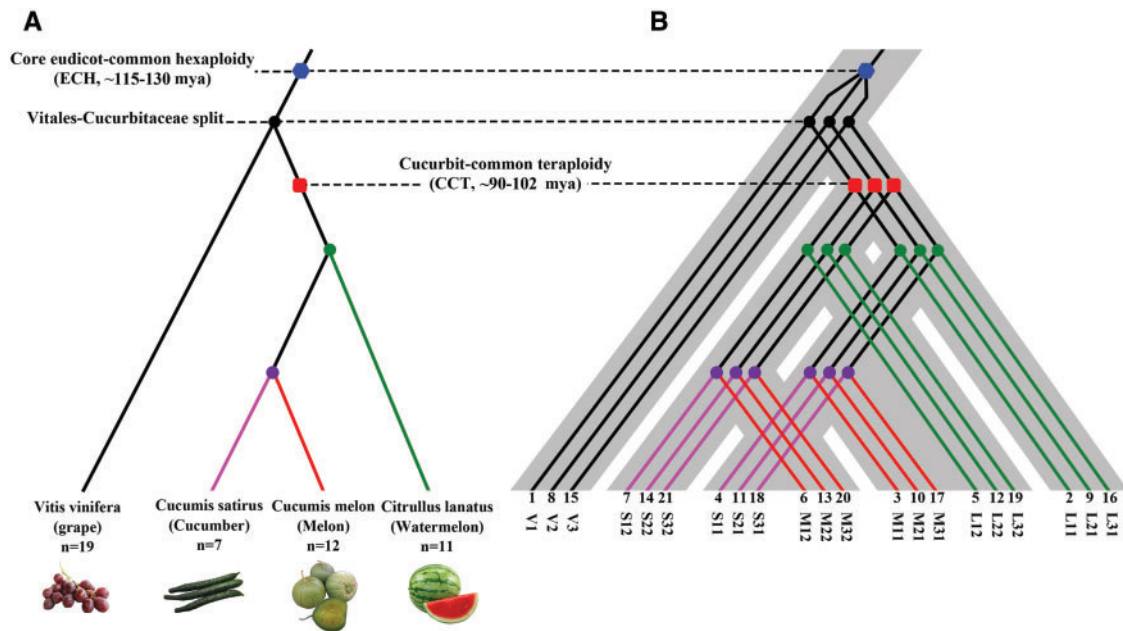 A
B
Core eudicot-common hexaploidy
(ECH, ~115-130 mya)
Vitales-Cucurbitaceae split
Cucurbit-common teraploidy
(CCT, ~90-102 mya)
Vitis vinifera
(grape)
n=19
Cucumis satirus
(Cucumber)
n=7
Cucumis melon
(Melon)
n=12
Citrullus lanatus
(Watermelon)
n=11
1 8 15 7 14 21 4 11 18 6 13 20 3 10 17 5 12 19 2 9 16
V1 V2 V3 S12 S22 S32 S11 S21 S31 M12 M22 M32 M11 M21 M31 L12 L22 L32 L11 L21 L31